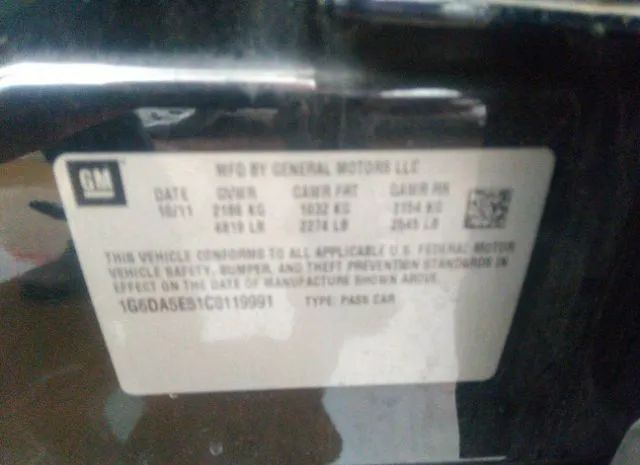 GM
MFD BY GENERAL MOTORS LLC
DATE GVWR GAWR FRT GAWR RR
10/11 2186 KG 1032 KG 1154 KG
4819 LB 2274 LB 2545 LB
THIS VEHICLE CONFORMS TO ALL APPLICABLE U.S. FEDERAL MOTOR
VEHICLE SAFETY, BUMPER, AND THEFT PREVENTION STANDARDS IN
EFFECT ON THE DATE OF MANUFACTURE SHOWN ABOVE.
1G6DA5E51C0119991 TYPE: PASS CAR